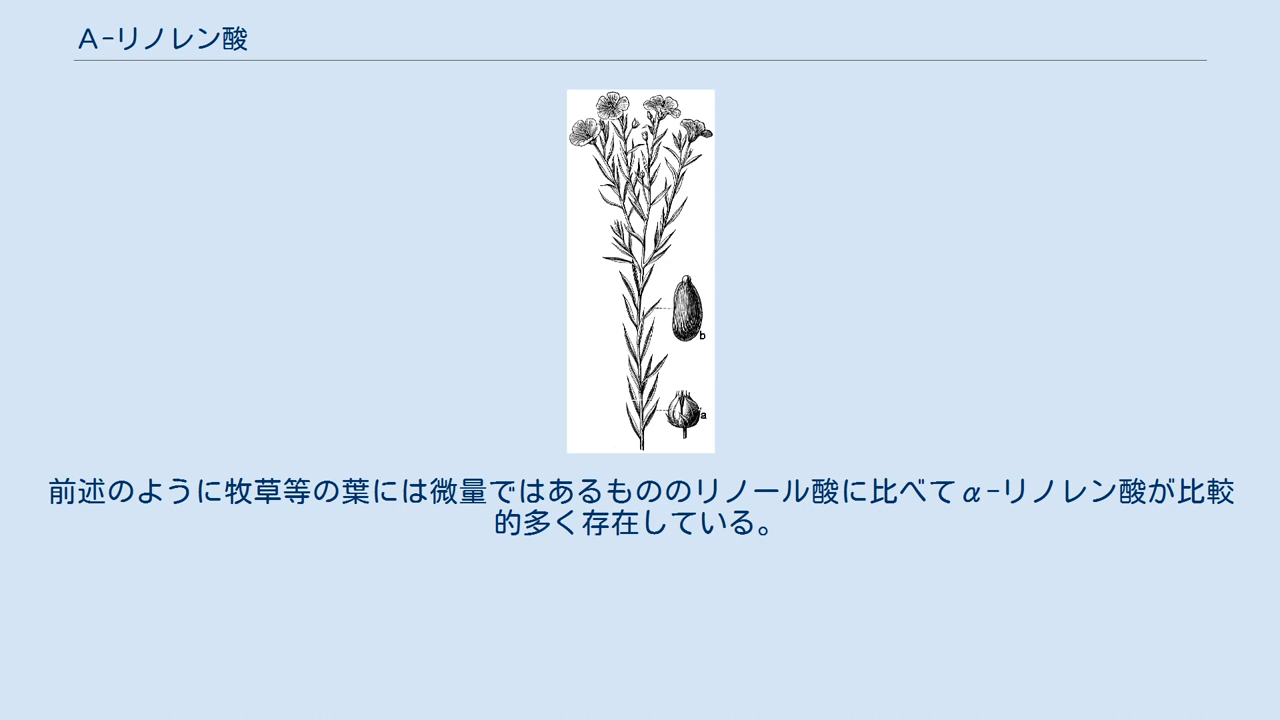 Α-リノレン酸
b
a
前述のように牧草等の葉には微量ではあるもののリノール酸に比べてα-リノレン酸が比較
的多く存在している。